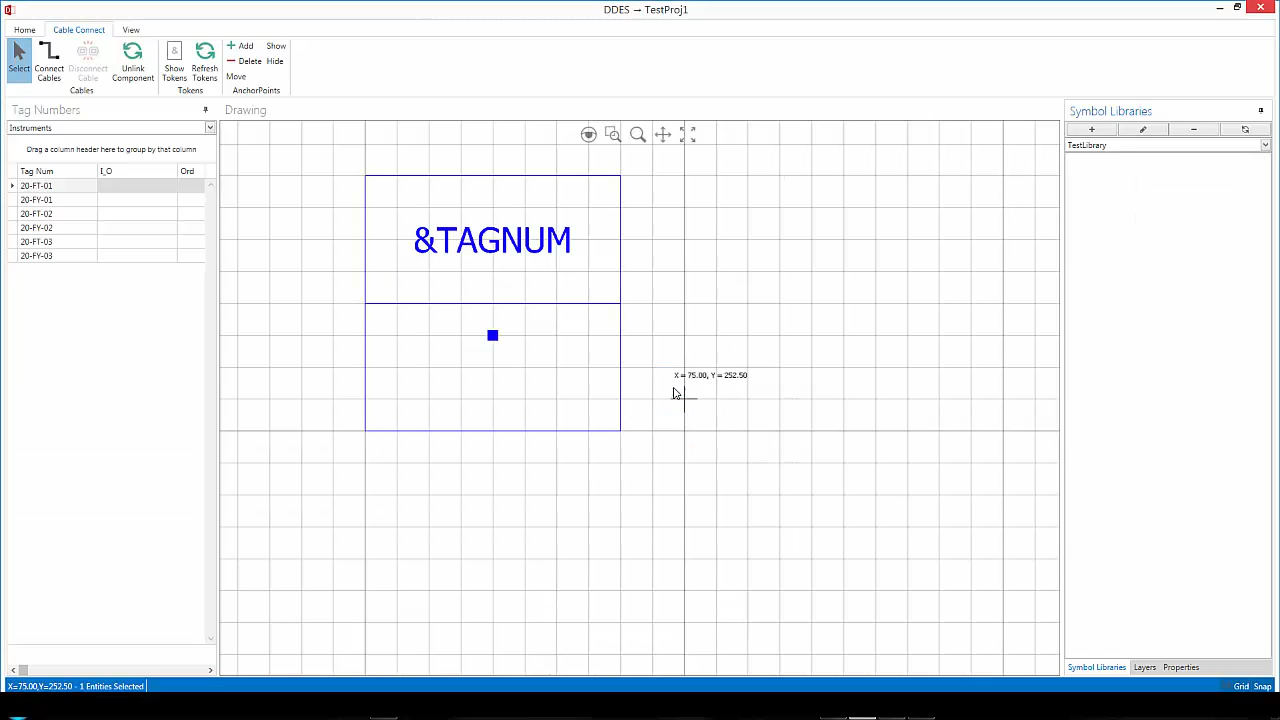 DDES → TestProj1
Home Cable Connect View
Select
Connect Cables
Disconnect Cable
Unlink Component
Cables
&
Show Tokens
Refresh Tokens
Tokens
Add Show
Delete Hide
Move
AnchorPoints
Tag Numbers
Drawing
Symbol Libraries
Instruments
TestLibrary
Drag a column header here to group by that column
Tag Num I_O Ord
20-FT-01
20-FY-01
20-FT-02
20-FY-02
20-FT-03
20-FY-03
&TAGNUM
X = 75.00, Y = 252.50
Symbol Libraries Layers Properties
X=75.00,Y=252.50 - 1 Entities Selected
Grid Snap